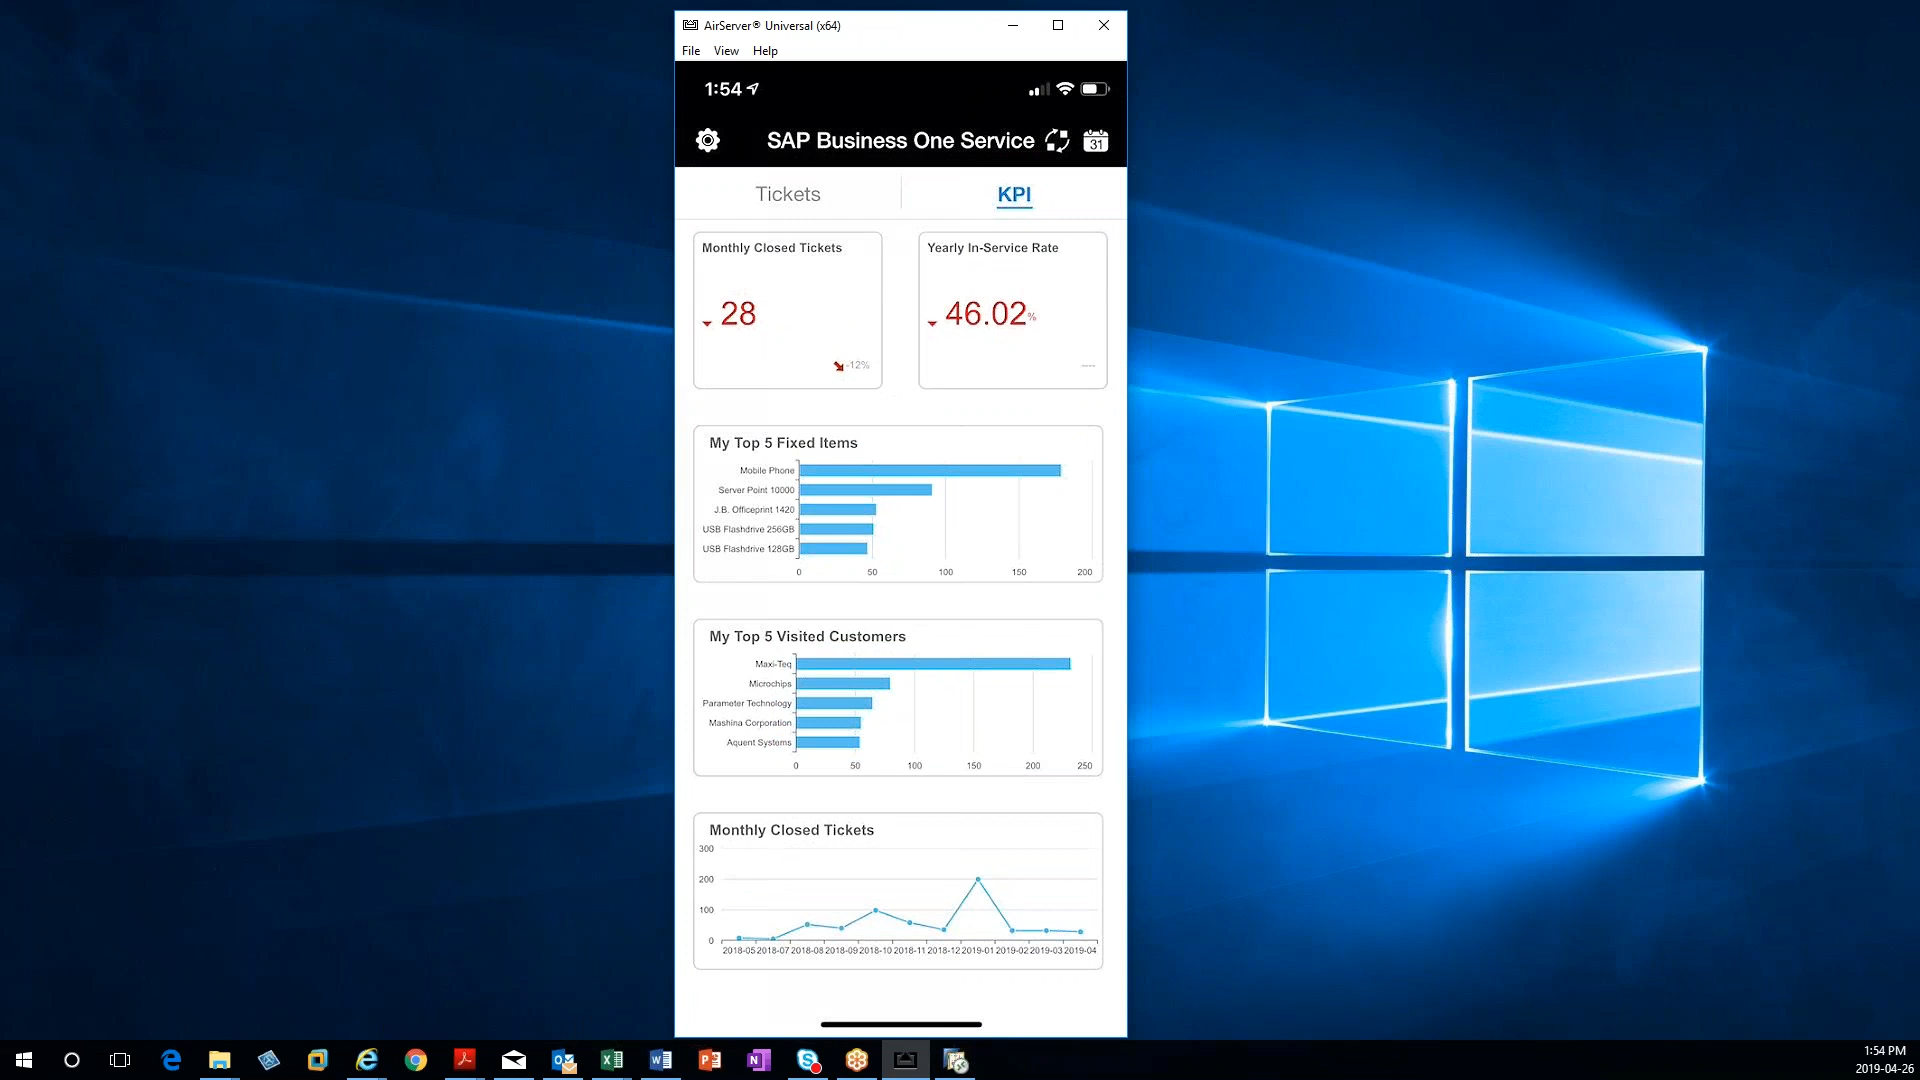 AirServer® Universal (x64)
File View Help
1:54
SAP Business One Service
31
Tickets
KPI
Monthly Closed Tickets
28
-12%
Yearly In-Service Rate
46.02%
My Top 5 Fixed Items
Mobile Phone
Server Point 10000
J.B. Officeprint 1420
USB Flashdrive 256GB
USB Flashdrive 128GB
0 50 100 150 200
My Top 5 Visited Customers
Maxi-Teq
Microchips
Parameter Technology
Mashina Corporation
Aquent Systems
0 50 100 150 200 250
Monthly Closed Tickets
300
200
100
0
2018-05 2018-07 2018-08 2018-09 2018-10 2018-11 2018-12 2019-01 2019-02 2019-03 2019-04
1:54 PM
2019-04-26